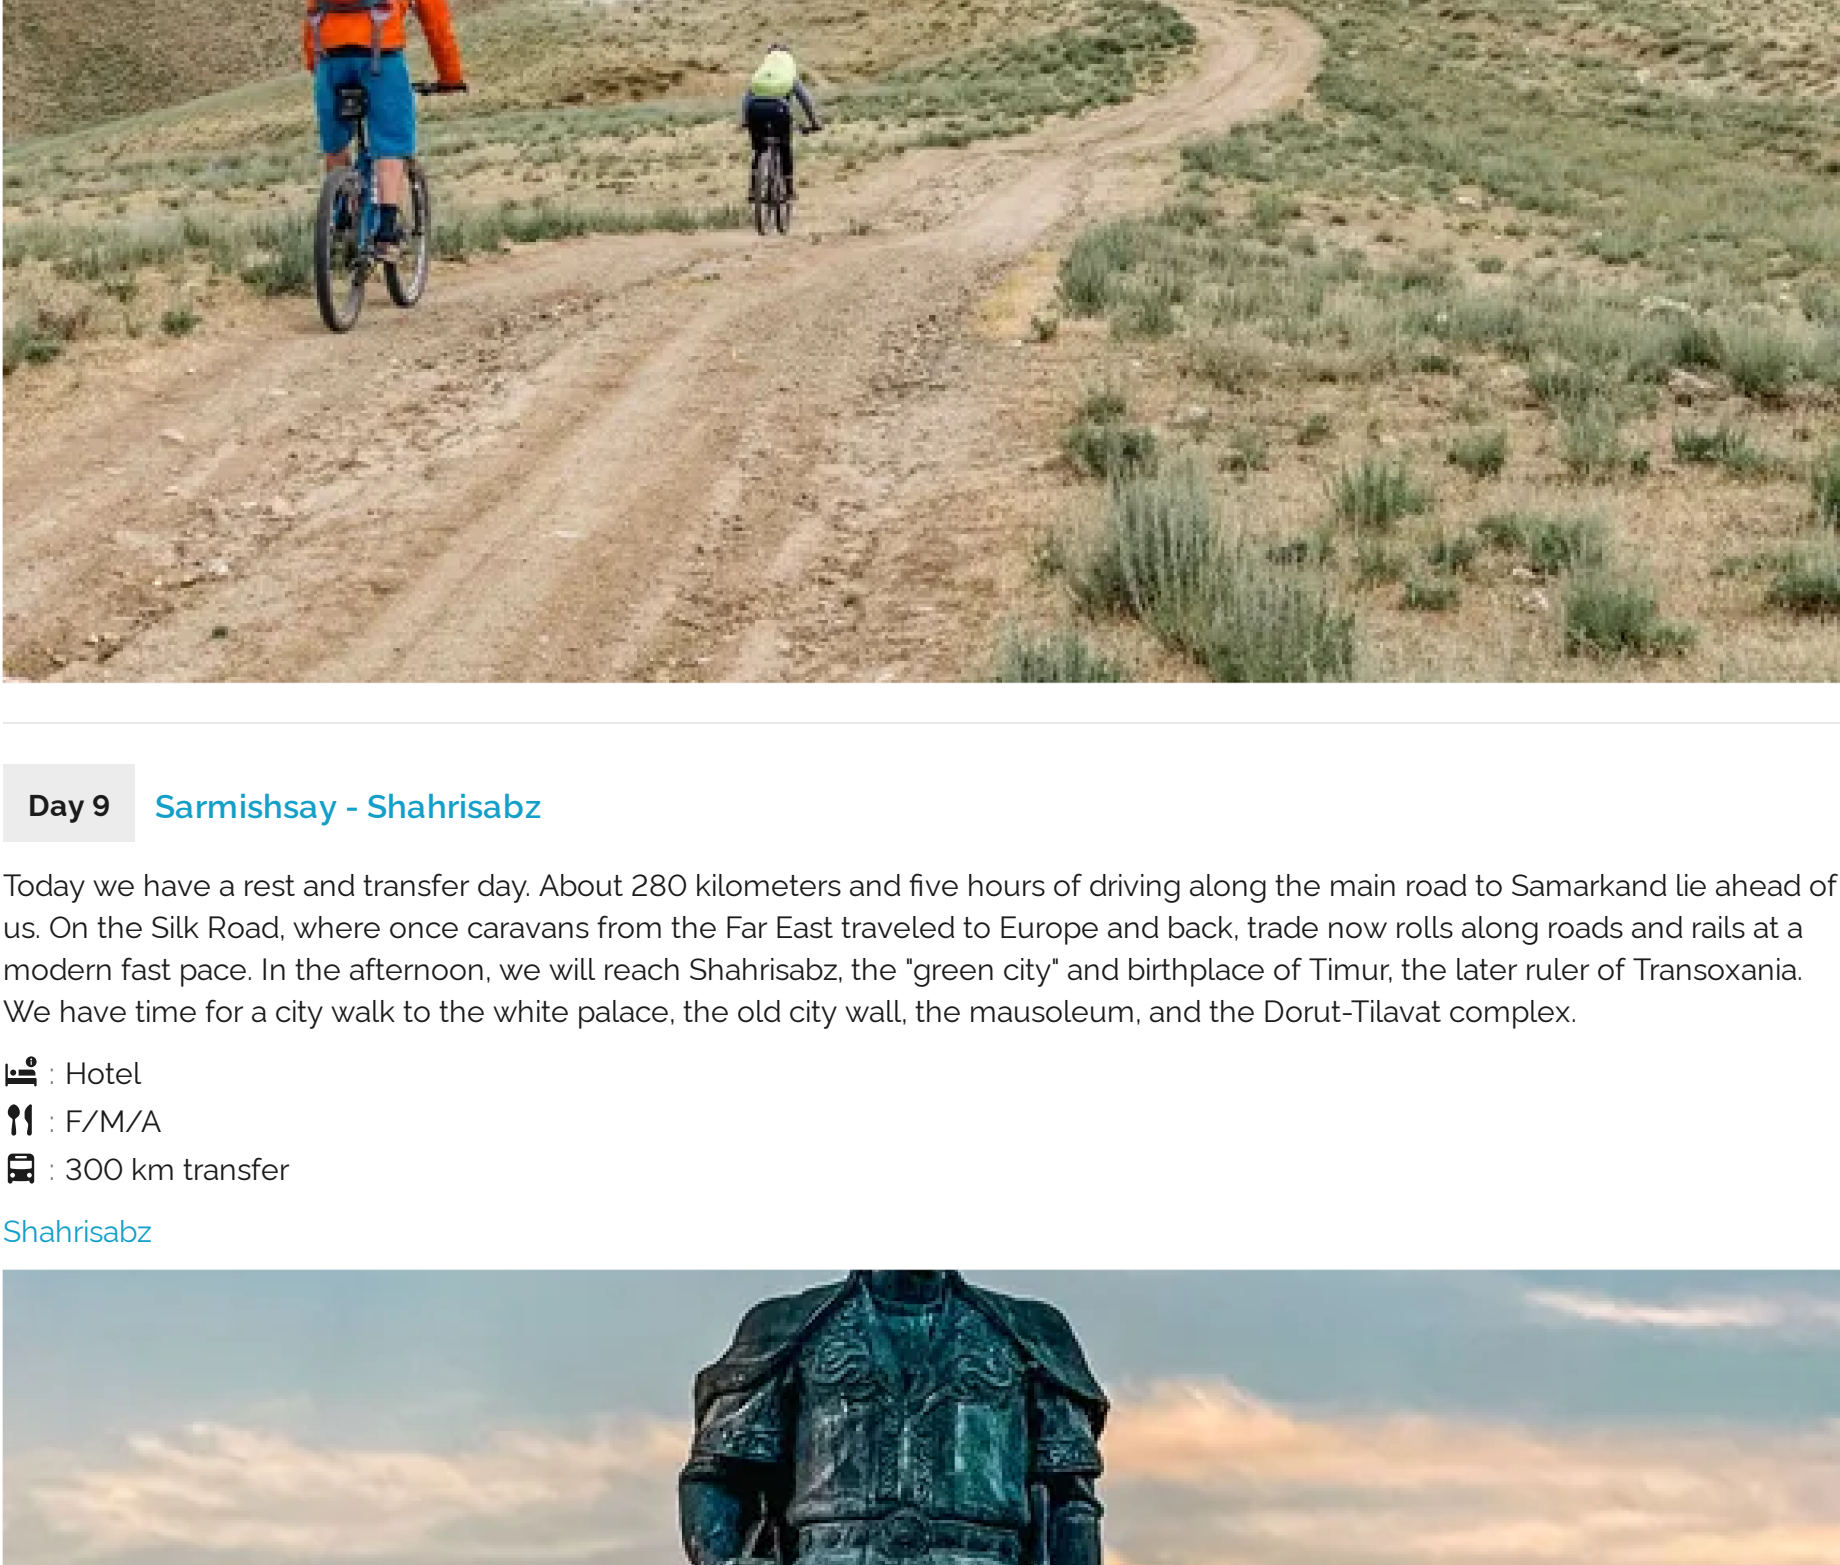 Day 9
Sarmishsay - Shahrisabz
Today we have a rest and transfer day. About 280 kilometers and five hours of driving along the main road to Samarkand lie ahead of
us. On the Silk Road, where once caravans from the Far East traveled to Europe and back, trade now rolls along roads and rails at a
modern fast pace. In the afternoon, we will reach Shahrisabz, the "green city" and birthplace of Timur, the later ruler of Transoxania.
We have time for a city walk to the white palace, the old city wall, the mausoleum, and the Dorut-Tilavat complex.
: Hotel
: F/M/A
: 300 km transfer
Shahrisabz